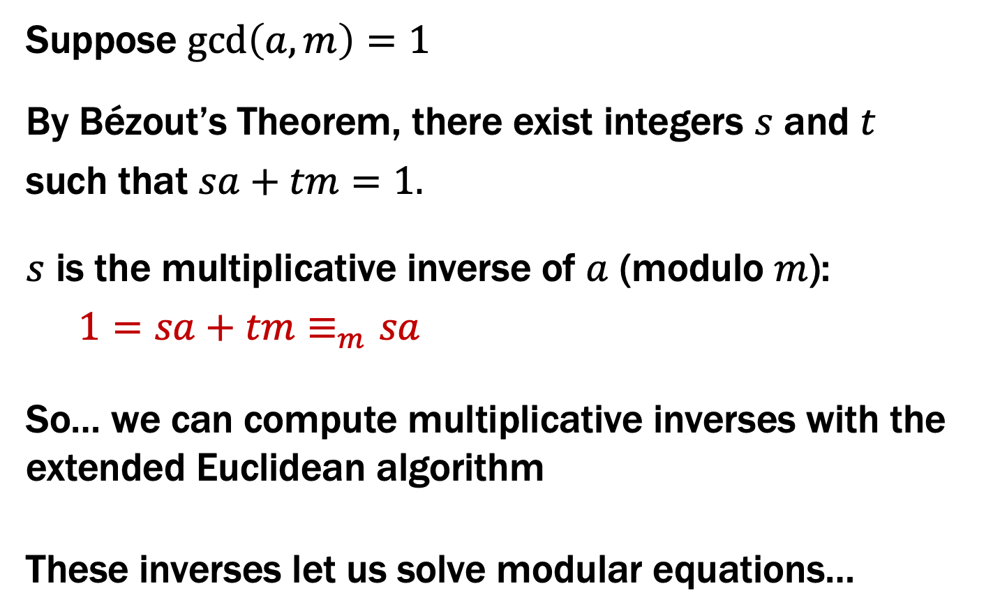 Suppose gcd(a, m) = 1
By Bézout’s Theorem, there exist integers s and t
such that sa + tm = 1.
s is the multiplicative inverse of a (modulo m):
1 = sa + tm ≡ₘ sa
So... we can compute multiplicative inverses with the
extended Euclidean algorithm
These inverses let us solve modular equations...